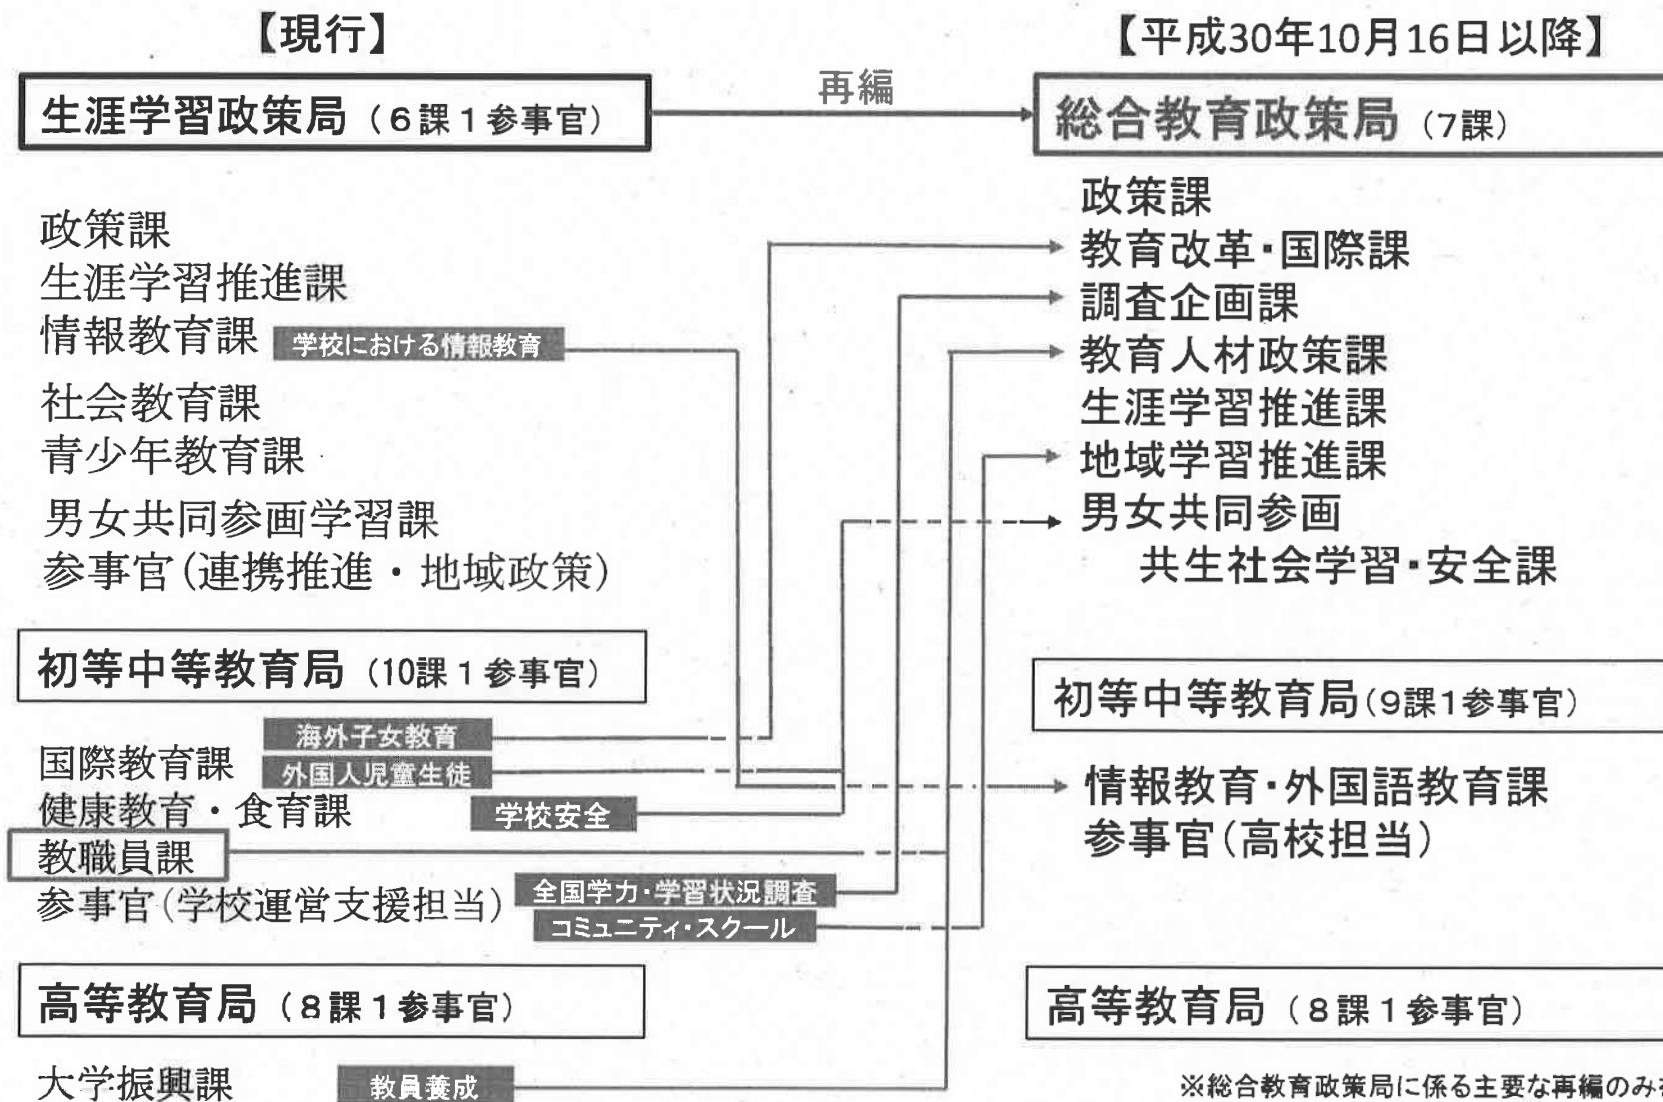 【現行】
【平成30年10月16日以降】
再編
生涯学習政策局（６課１参事官）
総合教育政策局（7課）
政策課
生涯学習推進課
情報教育課 学校における情報教育
社会教育課
青少年教育課
男女共同参画学習課
参事官（連携推進・地域政策）
政策課
教育改革・国際課
調査企画課
教育人材政策課
生涯学習推進課
地域学習推進課
男女共同参画
共生社会学習・安全課
初等中等教育局（10課１参事官）
海外子女教育
国際教育課 外国人児童生徒
健康教育・食育課 学校安全
教職員課
参事官（学校運営支援担当） 全国学力・学習状況調査
コミュニティ・スクール
初等中等教育局（9課1参事官）
情報教育・外国語教育課
参事官（高校担当）
高等教育局（８課１参事官）
大学振興課 教員養成
高等教育局（８課１参事官）
※総合教育政策局に係る主要な再編のみ